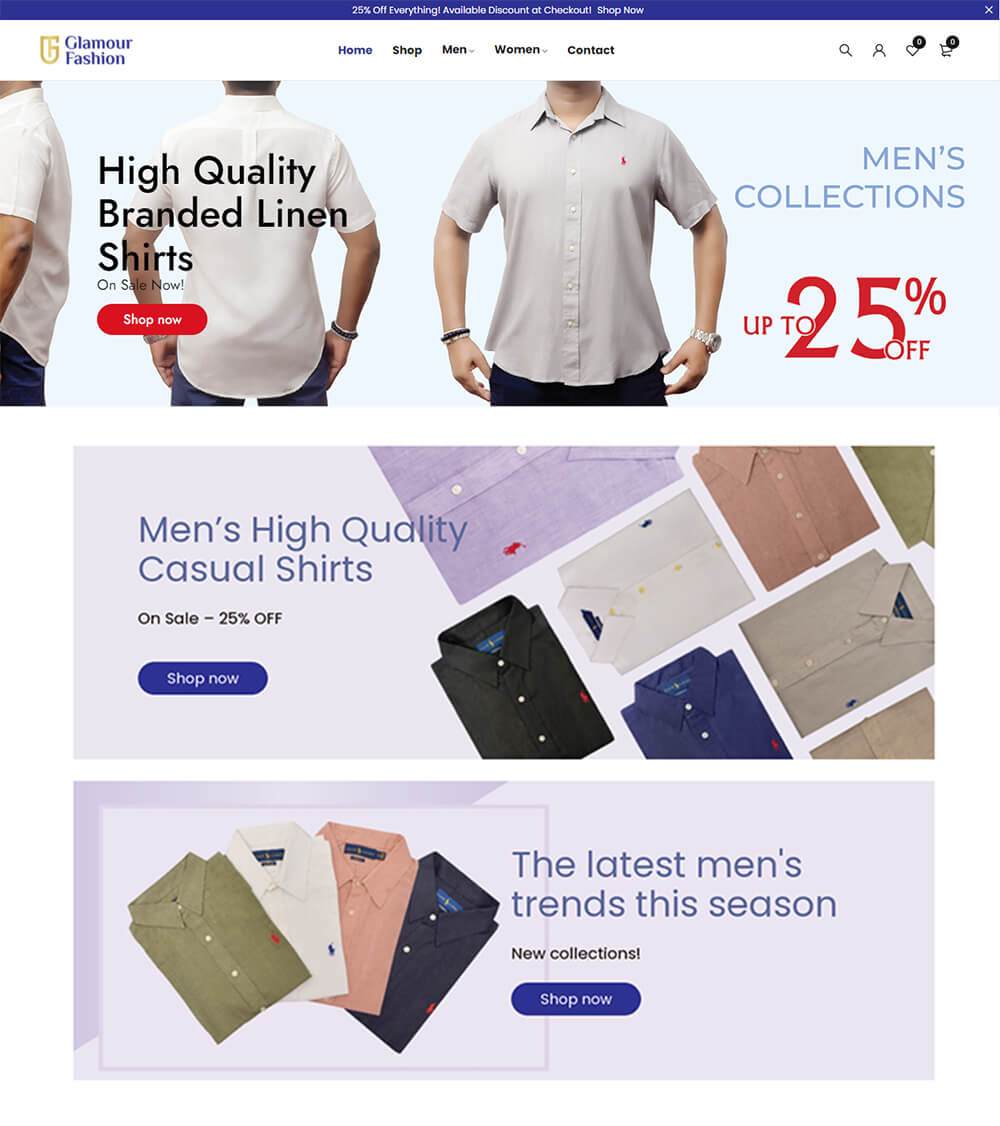 25% Off Everything! Available Discount at Checkout! Shop Now
Glamour
Fashion
Home Shop Men Women Contact
0 0
High Quality
Branded Linen
Shirts
On Sale Now!
Shop now
MEN'S
COLLECTIONS
UP TO 25% OFF
Men's High Quality
Casual Shirts
On Sale – 25% OFF
Shop now
The latest men's
trends this season
New collections!
Shop now